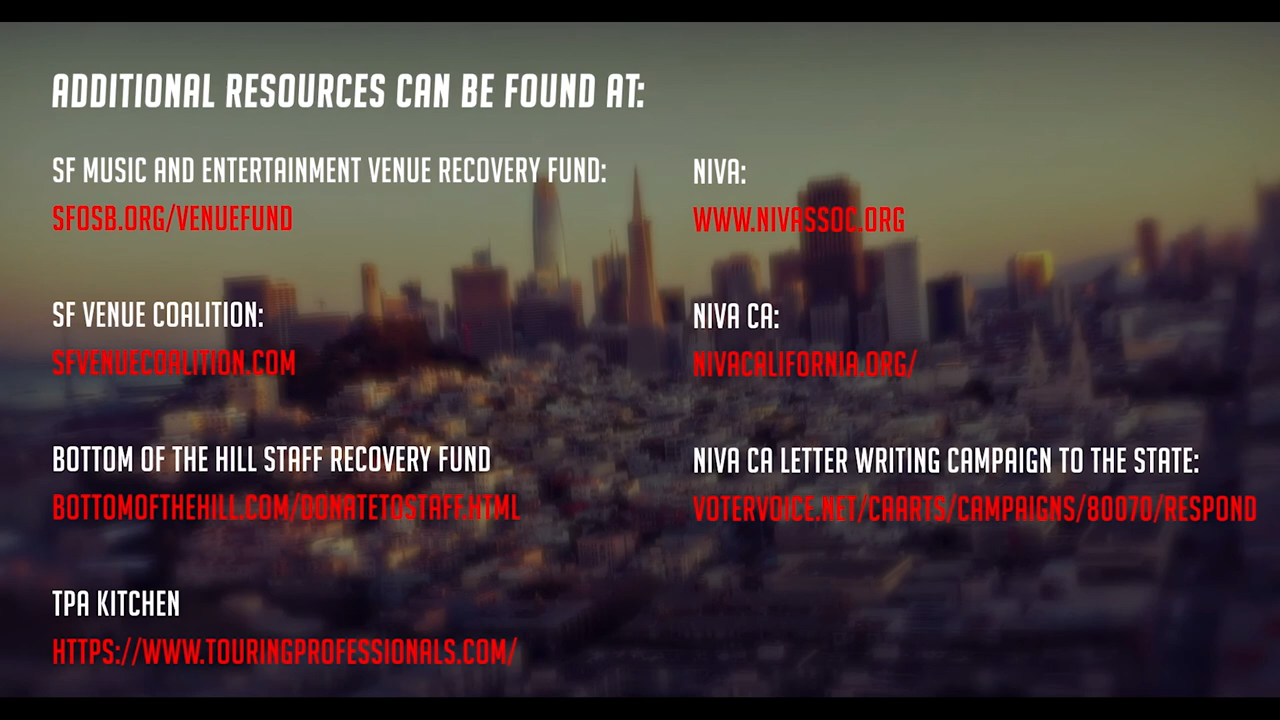 ADDITIONAL RESOURCES CAN BE FOUND AT:
SF MUSIC AND ENTERTAINMENT VENUE RECOVERY FUND:
SFOSB.ORG/VENUEFUND
SF VENUE COALITION:
SFVENUECOALITION.COM
BOTTOM OF THE HILL STAFF RECOVERY FUND
BOTTOMOFTHEHILL.COM/DONATETOSTAFF.HTML
TPA KITCHEN
HTTPS://WWW.TOURINGPROFESSIONALS.COM/
NIVA:
WWW.NIVASSOC.ORG
NIVA CA:
NIVACALIFORNIA.ORG/
NIVA CA LETTER WRITING CAMPAIGN TO THE STATE:
VOTERVOICE.NET/CAARTS/CAMPAIGNS/80070/RESPOND